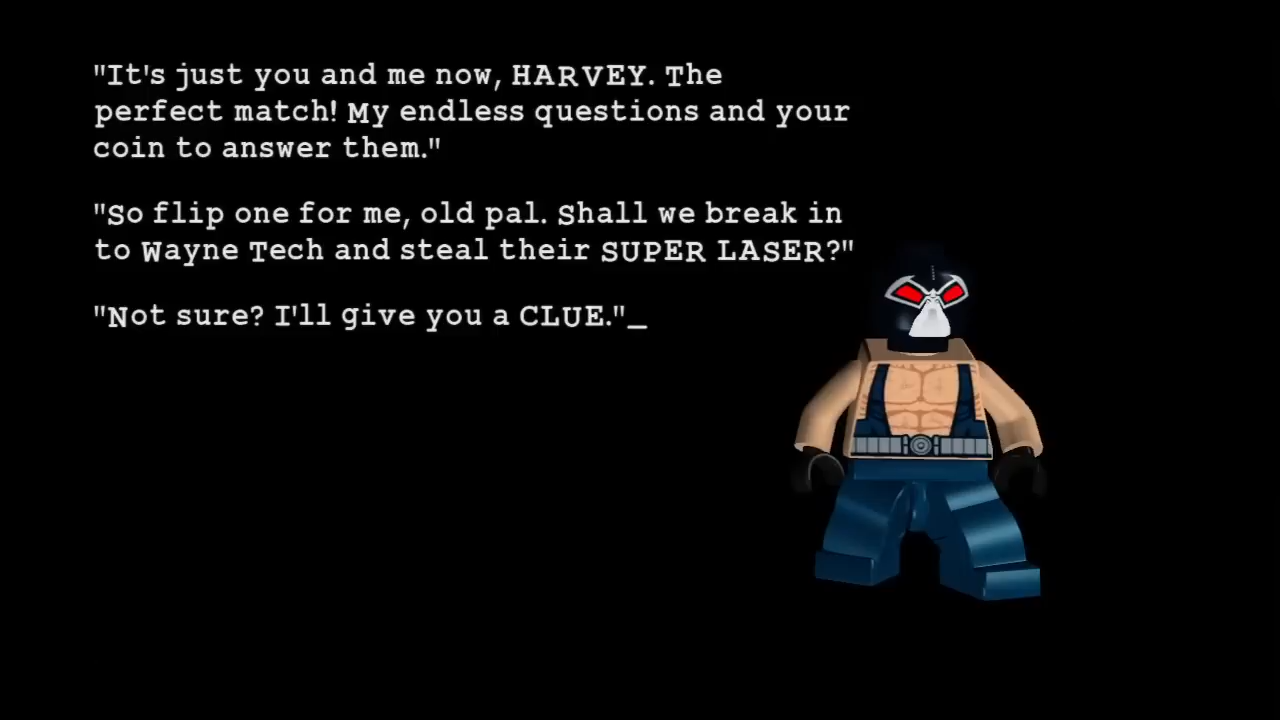 "It's just you and me now, HARVEY. The
perfect match! My endless questions and your
coin to answer them."
"So flip one for me, old pal. Shall we break in
to Wayne Tech and steal their SUPER LASER?"
"Not sure? I'll give you a CLUE."_